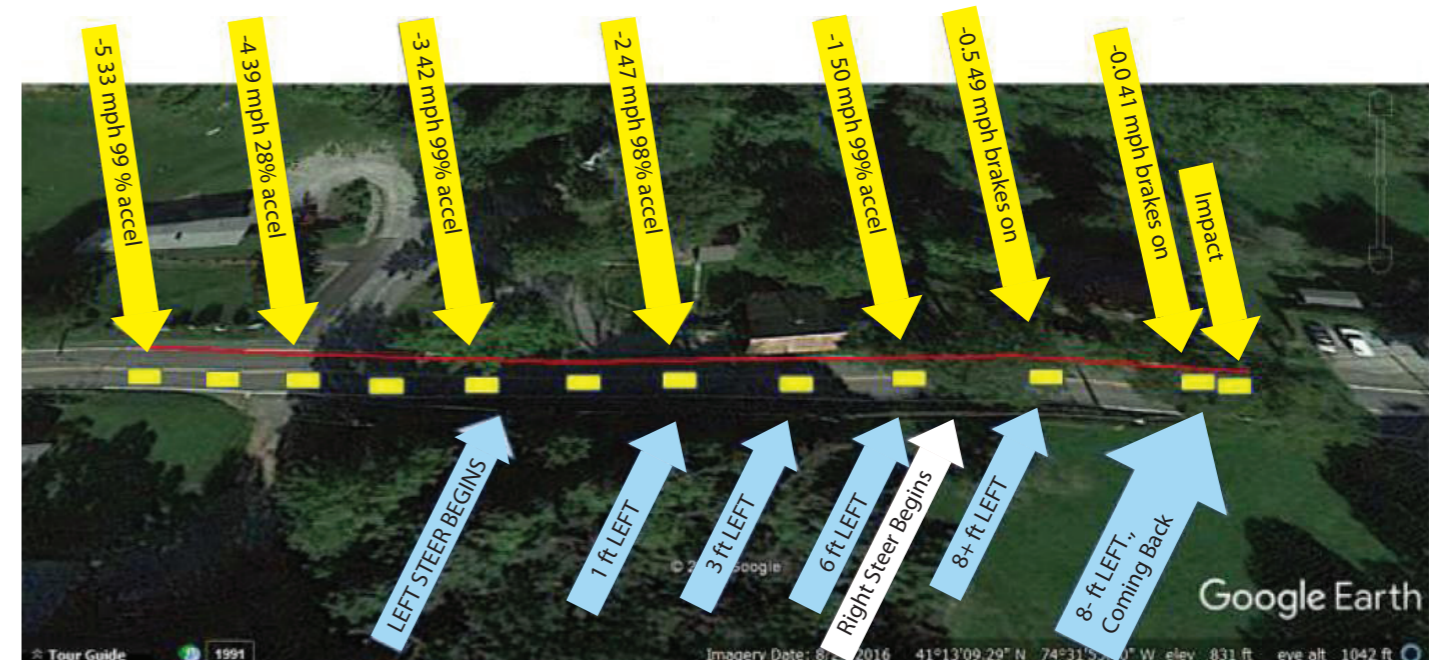 -5 33 mph 99 % accel
-4 39 mph 28% accel
-3 42 mph 99% accel
-2 47 mph 98% accel
-1 50 mph 99% accel
-0.5 49 mph brakes on
-0.0 41 mph brakes on
Impact
LEFT STEER BEGINS
1 ft LEFT
3 ft LEFT
6 ft LEFT
Right Steer Begins
8+ ft LEFT
8- ft LEFT.,
Coming Back
Google
Google Earth
Tour Guide
1991
Imagery Date: 2016 41°13'09.29" N elev 831 ft eye alt 1042 ft